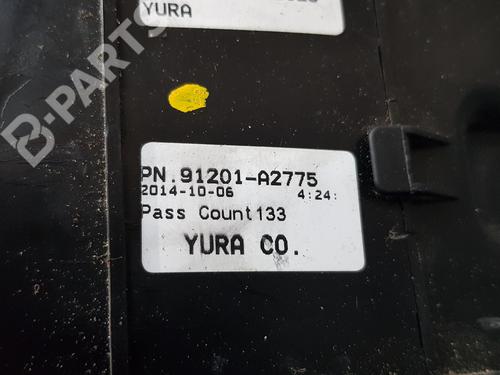 YURA
B-PARTS
PN.91201-A2775
2014-10-06 4:24:
Pass Count133
YURA CO.